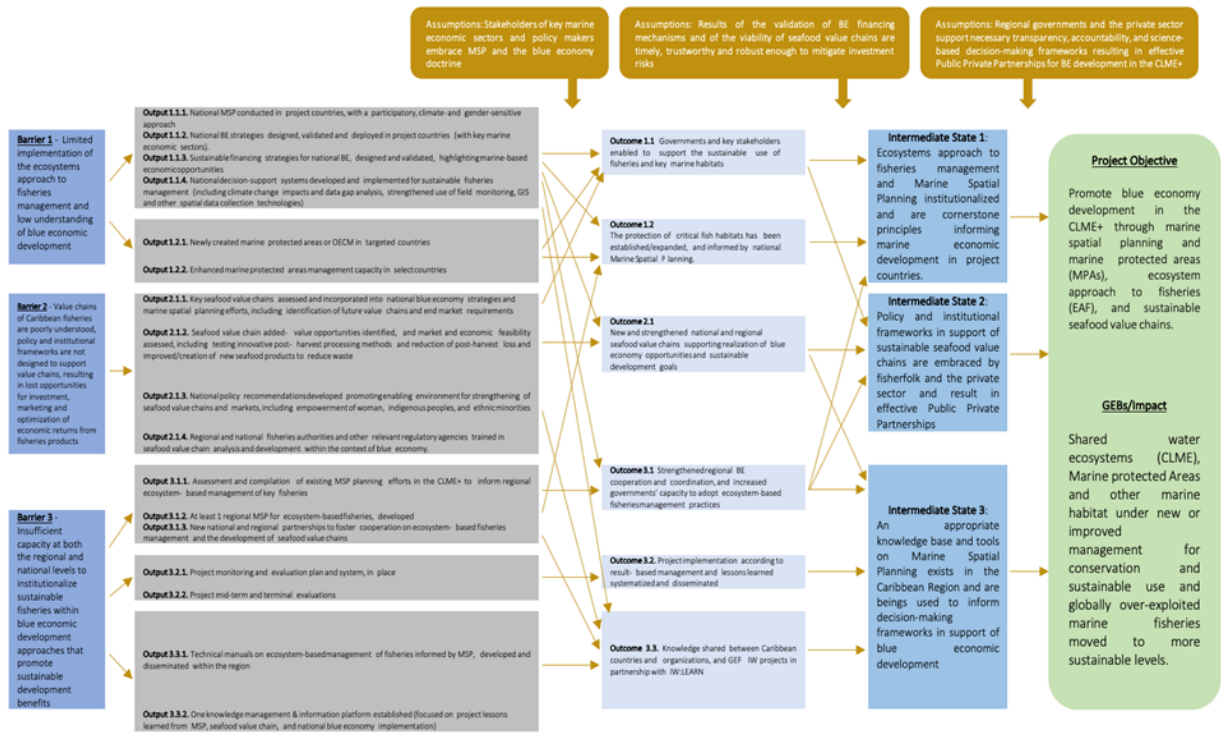 Assumptions: Stakeholders of key marine
economic sectors and policy makers
embrace MSP and the blue economy
doctrine
Assumptions: Results of the validation of BE financing
mechanisms and of the viability of seafood value chains are
timely, trustworthy and robust enough to mitigate investment
risks
Assumptions: Regional governments and the private sector
support necessary transparency, accountability, and science-
based decision-making frameworks resulting in effective
Public Private Partnerships for BE development in the CLME+
Barrier 1 - Limited
implementation of
the ecosystems
approach to
fisheries
management and
low understanding
of blue economic
development
Barrier 2 - Value chains
of Caribbean fisheries
are poorly understood,
policy and institutional
frameworks are not
designed to support
value chains, resulting
in lost opportunities
for investment,
marketing and
optimization of
economic returns from
fisheries products
Barrier 3 -
Insufficient
capacity at both
the regional and
national levels to
institutionalize
sustainable
fisheries within
blue economic
development
approaches that
promote
sustainable
development
benefits
Output 1.1.1. National MSP conducted in project countries, with a participatory, climate- and gender-sensitive
approach
Output 1.1.2. National BE strategies designed, validated and deployed in project countries (with key marine
economic sectors).
Output 1.1.3. Sustainable financing strategies for national BE, designed and validated, highlighting marine-based
economic opportunities
Output 1.1.4. National decision-support systems developed and implemented for sustainable fisheries
management (including climate change impacts and data gap analysis, strengthened use of field monitoring, GIS
and other spatial data collection technologies)
Output 1.2.1. Newly created marine protected areas or OECM in targeted countries
Output 1.2.2. Enhanced marine protected areas management capacity in select countries
Output 2.1.1. Key seafood value chains assessed and incorporated into national blue economy strategies and
marine spatial planning efforts, including identification of future value chains and end market requirements
Output 2.1.2. Seafood value chain added- value opportunities identified, and market and economic feasibility
assessed, including testing innovative post- harvest processing methods and reduction of post-harvest loss and
improved/creation of new seafood products to reduce waste
Output 2.1.3. National policy recommendations developed promoting enabling environment for strengthening of
seafood value chains and markets, including empowerment of woman, indigenous peoples, and ethnic minorities
Output 2.1.4. Regional and national fisheries authorities and other relevant regulatory agencies trained in
seafood value chain analysis and development within the context of blue economy.
Output 3.1.1. Assessment and compilation of existing MSP planning efforts in the CLME+ to inform regional
ecosystem- based management of key fisheries
Output 3.1.2. At least 1 regional MSP for ecosystem-based fisheries, developed
Output 3.1.3. New national and regional partnerships to foster cooperation on ecosystem- based fisheries
management and the development of seafood value chains
Output 3.2.1. Project monitoring and evaluation plan and system, in place
Output 3.2.2. Project mid-term and terminal evaluations
Output 3.3.1. Technical manuals on ecosystem-based management of fisheries informed by MSP, developed and
disseminated within the region
Output 3.3.2. One knowledge management & information platform established (focused on project lessons
learned from MSP, seafood value chain, and national blue economy implementation)
Outcome 1.1 Governments and key stakeholders
enabled to support the sustainable use of
fisheries and key marine habitats
Outcome 1.2
The protection of critical fish habitats has been
established/expanded, and informed by national
Marine Spatial P lanning.
Outcome 2.1
New and strengthened national and regional
seafood value chains supporting realization of blue
economy opportunities and sustainable
development goals
Outcome 3.1 Strengthened regional BE
cooperation and coordination, and increased
governments' capacity to adopt ecosystem-based
fisheries management practices
Outcome 3.2. Project implementation according to
result- based management and lessons learned
systematized and disseminated
Outcome 3.3. Knowledge shared between Caribbean
countries and organizations, and GEF IW projects in
partnership with IW:LEARN
Intermediate State 1:
Ecosystems approach to
fisheries management
and Marine Spatial
Planning institutionalized
and are cornerstone
principles informing
marine economic
development in project
countries.
Intermediate State 2:
Policy and institutional
frameworks in support of
sustainable seafood value
chains are embraced by
fisherfolk and the private
sector and result in
effective Public Private
Partnerships
Intermediate State 3:
An appropriate
knowledge base and tools
on Marine Spatial
Planning exists in the
Caribbean Region and are
beings used to inform
decision-making
frameworks in support of
blue economic
development
Project Objective
Promote blue economy
development in the
CLME+ through marine
spatial planning and
marine protected areas
(MPAs), ecosystem
approach to fisheries
(EAF), and sustainable
seafood value chains.
GEBs/Impact
Shared water
ecosystems (CLME),
Marine protected Areas
and other marine
habitat under new or
improved
management for
conservation and
sustainable use and
globally over-exploited
marine fisheries
moved to more
sustainable levels.